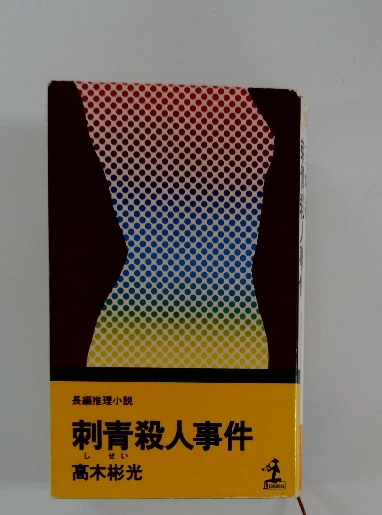 長編推理小説
刺青殺人事件
しせい
高木彬光